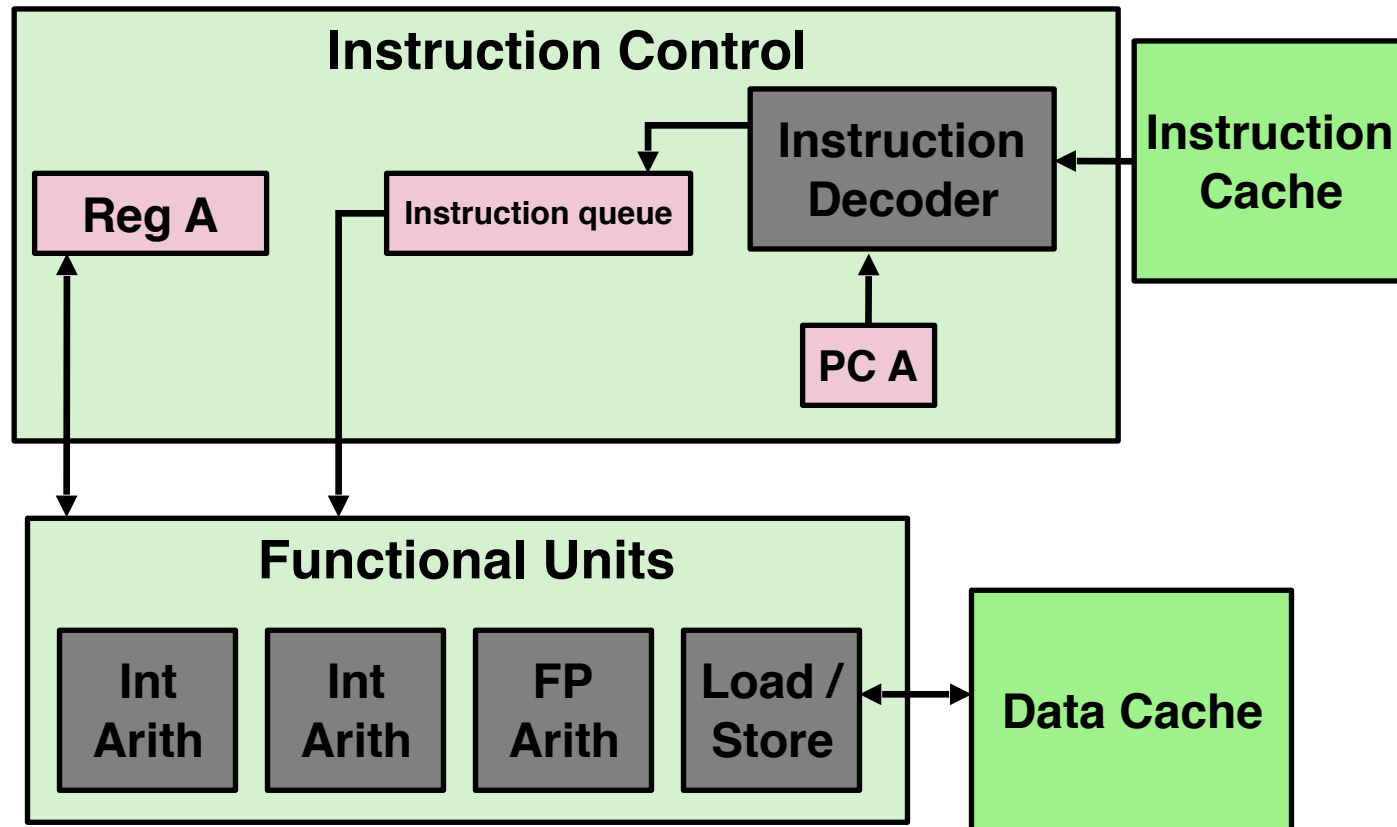 Instruction Control
Instruction
Cache
Instruction
Decoder
Reg A
Instruction queue
PC A
Functional Units
Int
Arith
Int
Arith
FP
Arith
Load /
Store
Data Cache